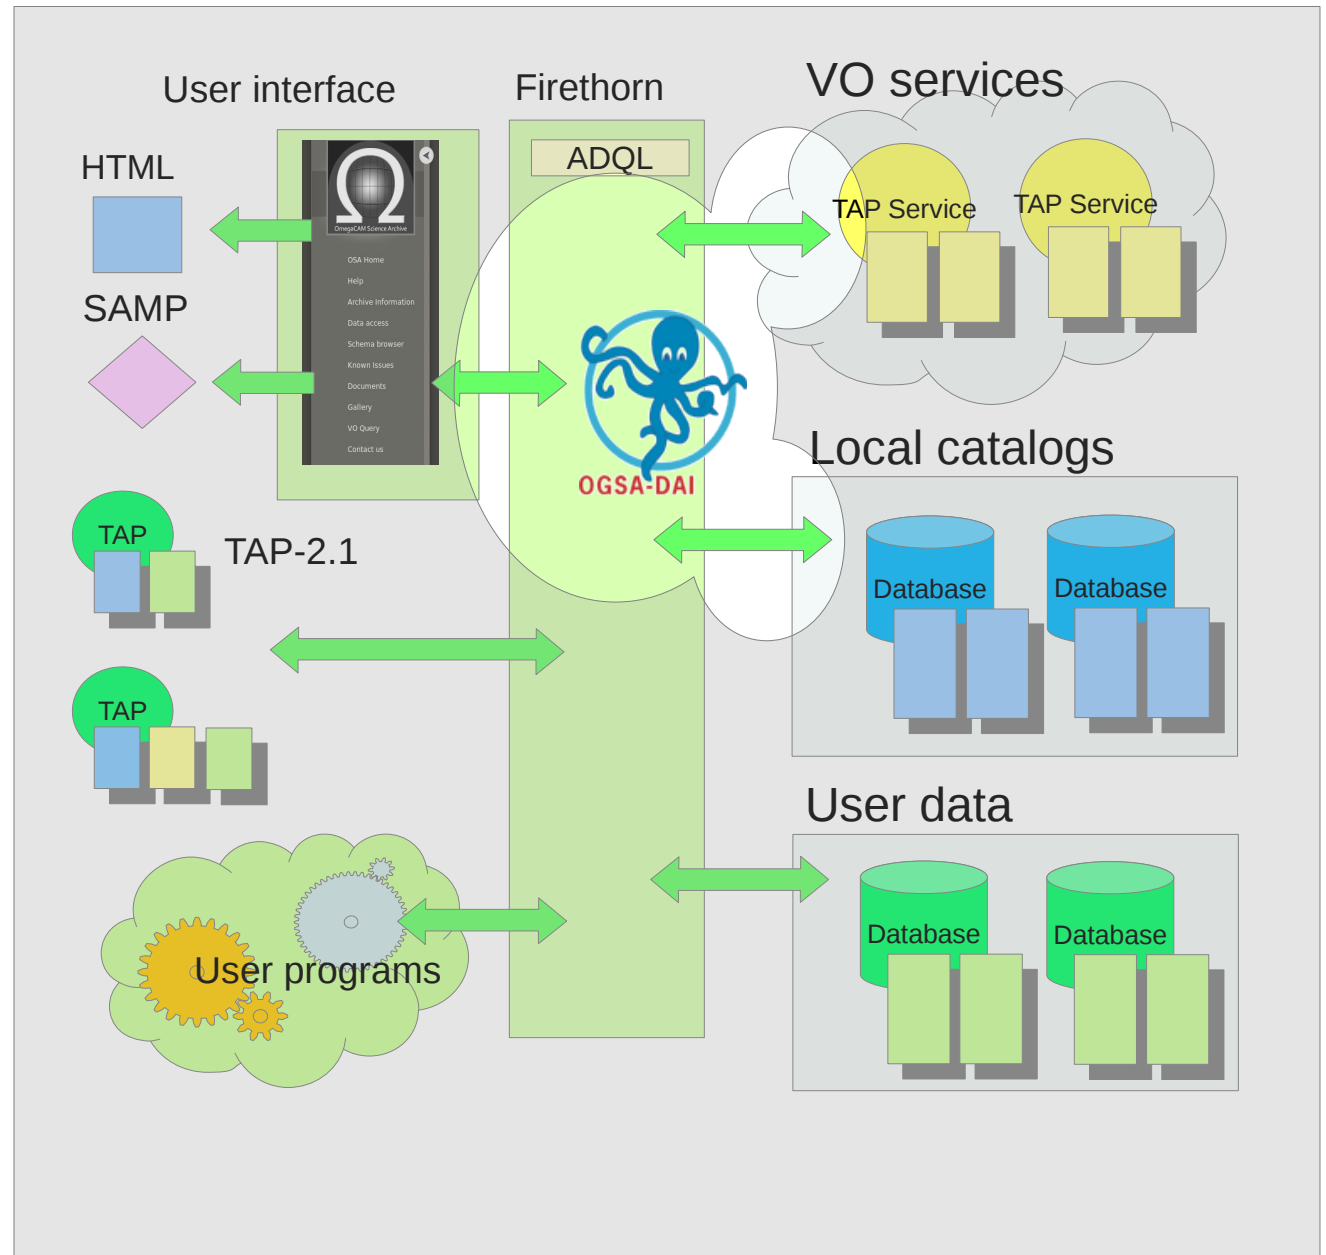 User interface
Firethorn
VO services
HTML
SAMP
OmegaCAM Science Archive
OSA Home
Help
Archive Information
Data access
Schema browser
Known Issues
Documents
Gallery
VO Query
Contact us
ADQL
OGSA-DAI
TAP Service
TAP Service
Local catalogs
Database
Database
TAP
TAP-2.1
TAP
User data
Database
Database
User programs